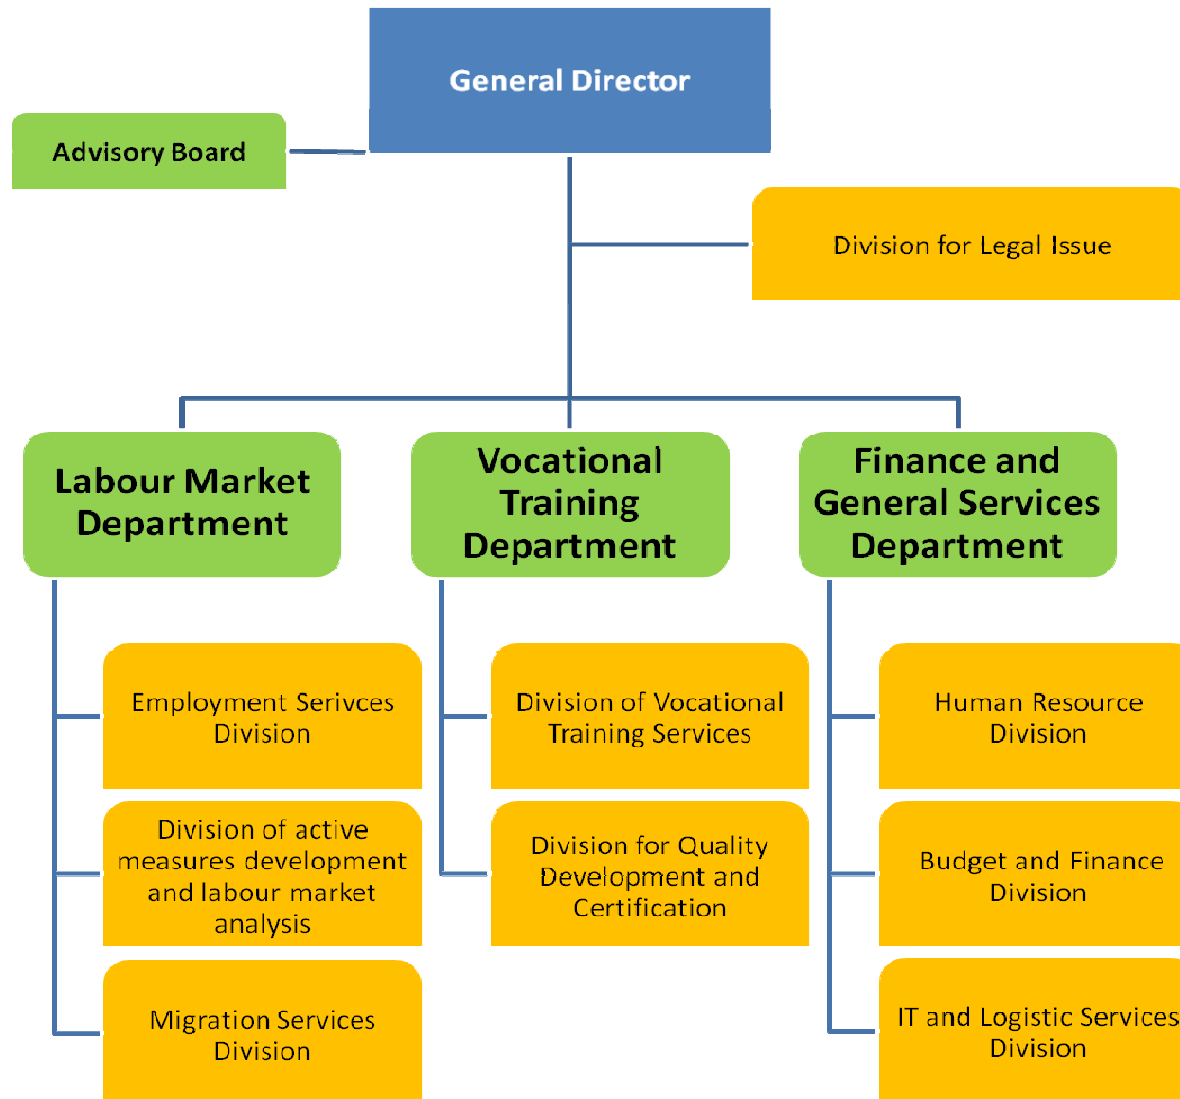 General Director
Advisory Board
Division for Legal Issue
Labour Market
Department
Vocational
Training
Department
Finance and
General Services
Department
Employment Serivces
Division
Division of active
measures development
and labour market
analysis
Migration Services
Division
Division of Vocational
Training Services
Division for Quality
Development and
Certification
Human Resource
Division
Budget and Finance
Division
IT and Logistic Services
Division